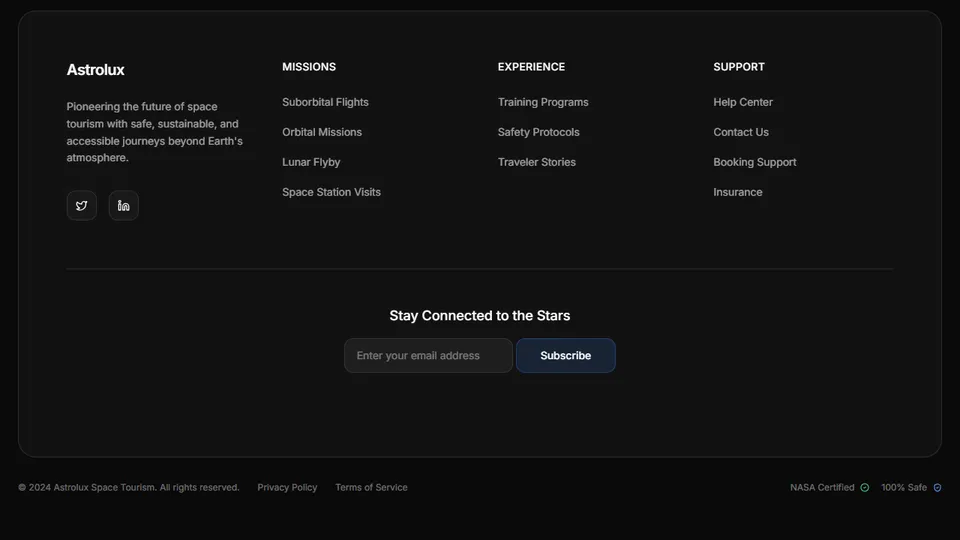 Astrolux
Pioneering the future of space
tourism with safe, sustainable, and
accessible journeys beyond Earth's
atmosphere.
MISSIONS
Suborbital Flights
Orbital Missions
Lunar Flyby
Space Station Visits
EXPERIENCE
Training Programs
Safety Protocols
Traveler Stories
SUPPORT
Help Center
Contact Us
Booking Support
Insurance
Stay Connected to the Stars
Enter your email address
Subscribe
© 2024 Astrolux Space Tourism. All rights reserved.
Privacy Policy
Terms of Service
NASA Certified
100% Safe